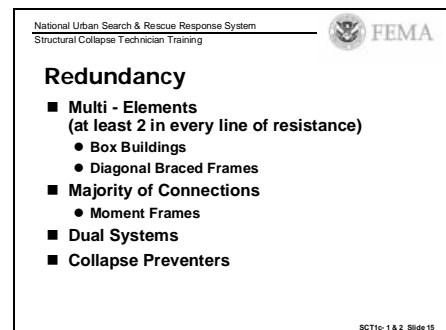 National Urban Search & Rescue Response System
Structural Collapse Technician Training
FEMA
Redundancy
■ Multi - Elements
(at least 2 in every line of resistance)
● Box Buildings
● Diagonal Braced Frames
■ Majority of Connections
● Moment Frames
■ Dual Systems
■ Collapse Preventers
SCT1c- 1 & 2 Slide 15